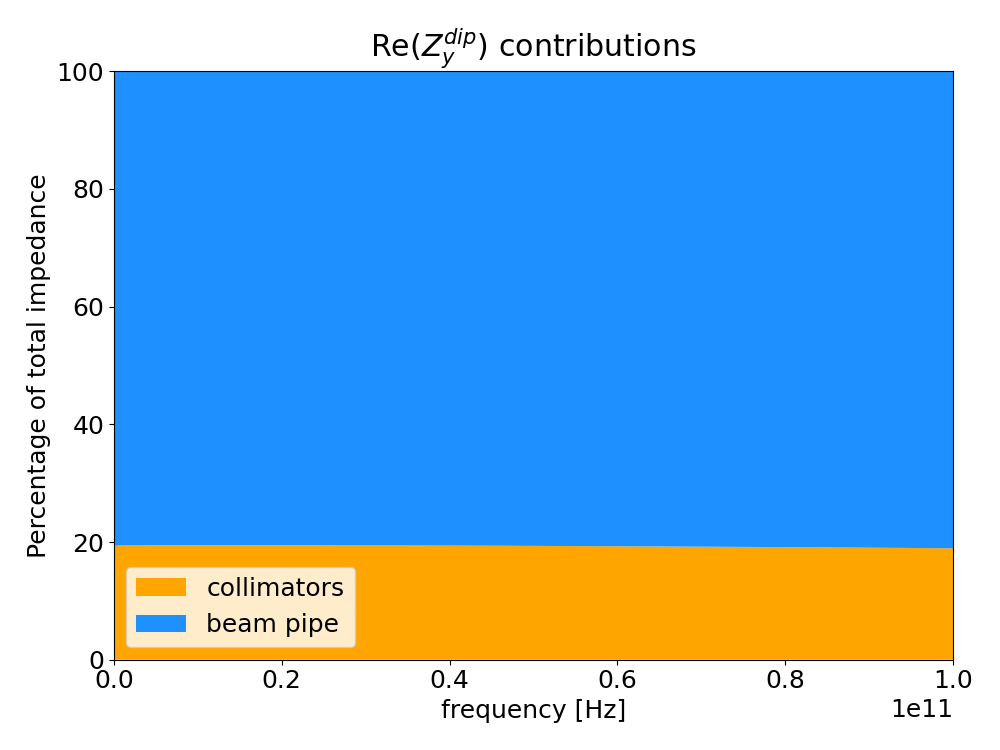 Re(Z_y^{dip}) contributions
Percentage of total impedance
100
80
60
40
20
0
collimators
beam pipe
0.0 0.2 0.4 0.6 0.8 1.0
frequency [Hz]
1e11